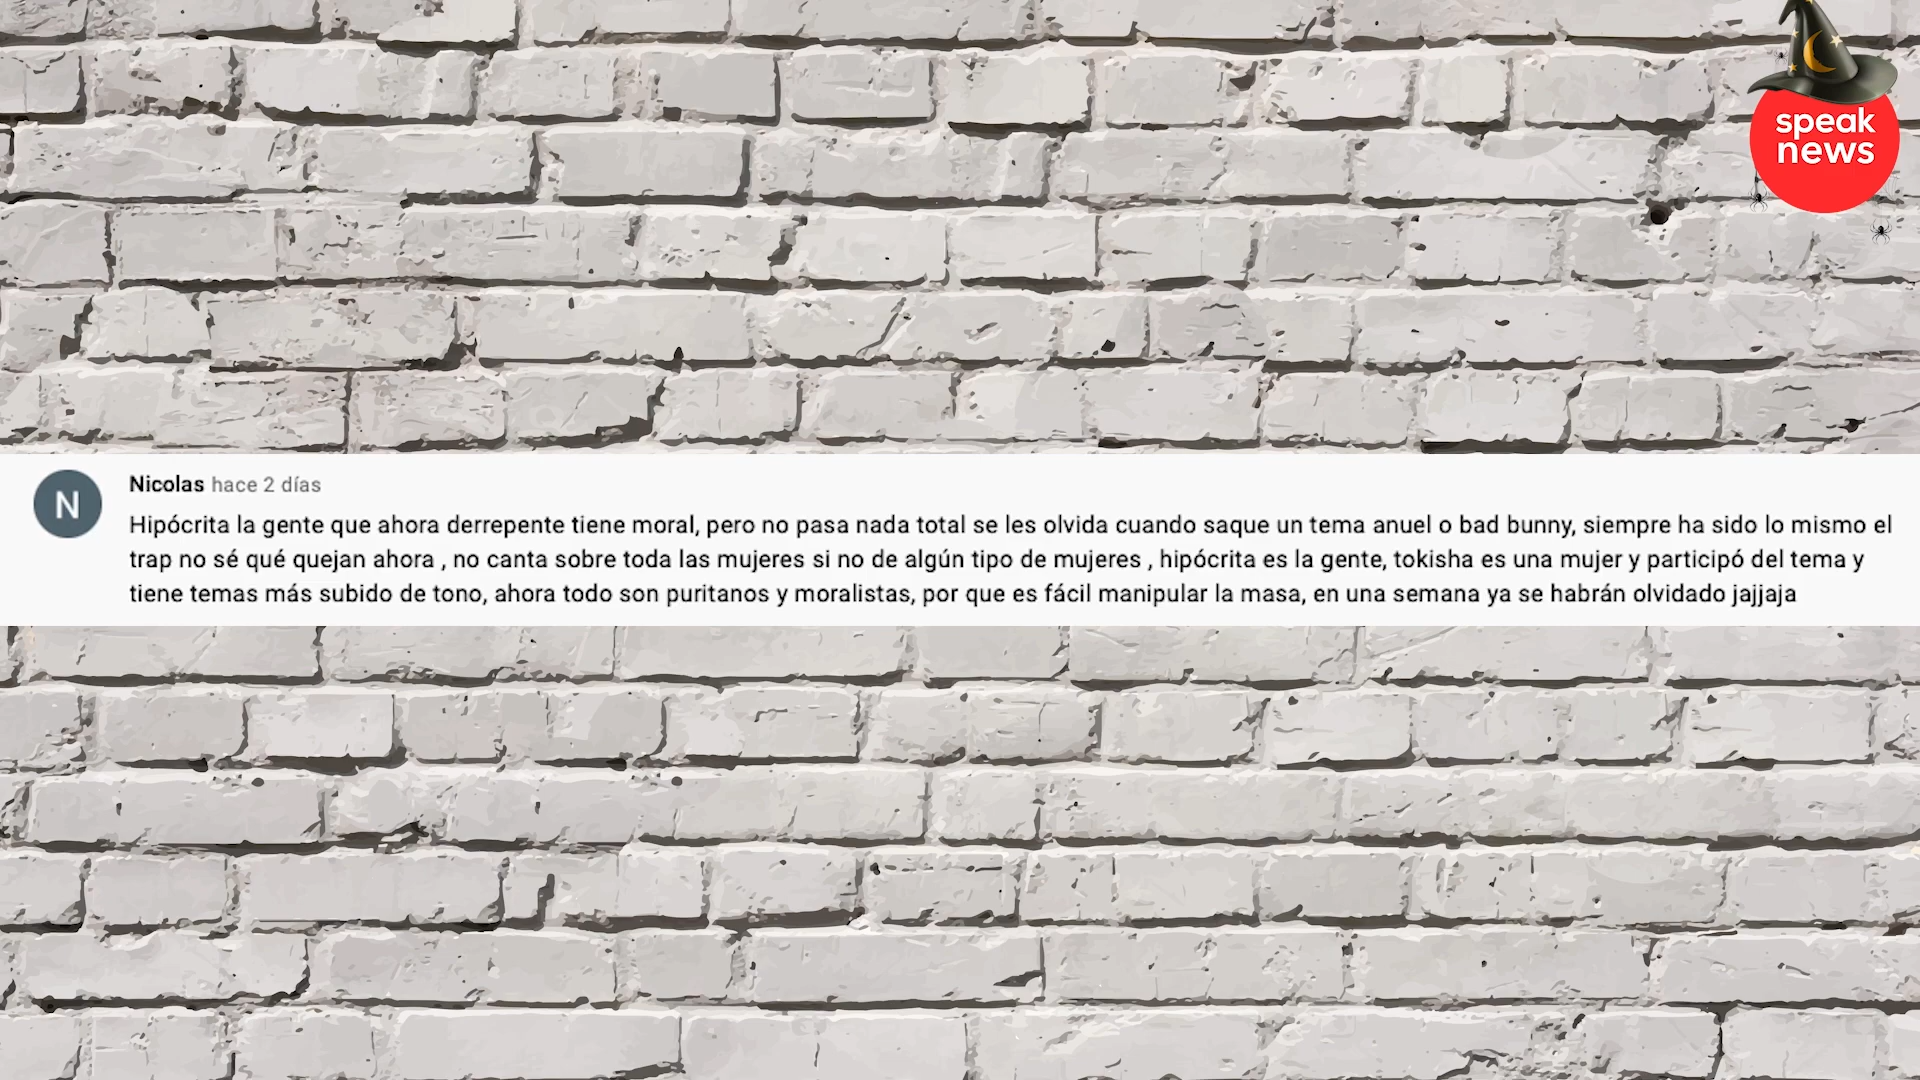 speak
news
N
Nicolas hace 2 días
Hipócrita la gente que ahora derrepente tiene moral, pero no pasa nada total se les olvida cuando saque un tema anuel o bad bunny, siempre ha sido lo mismo el
trap no sé qué quejan ahora , no canta sobre toda las mujeres si no de algún tipo de mujeres , hipócrita es la gente, tokisha es una mujer y participó del tema y
tiene temas más subido de tono, ahora todo son puritanos y moralistas, por que es fácil manipular la masa, en una semana ya se habrán olvidado jajjaja